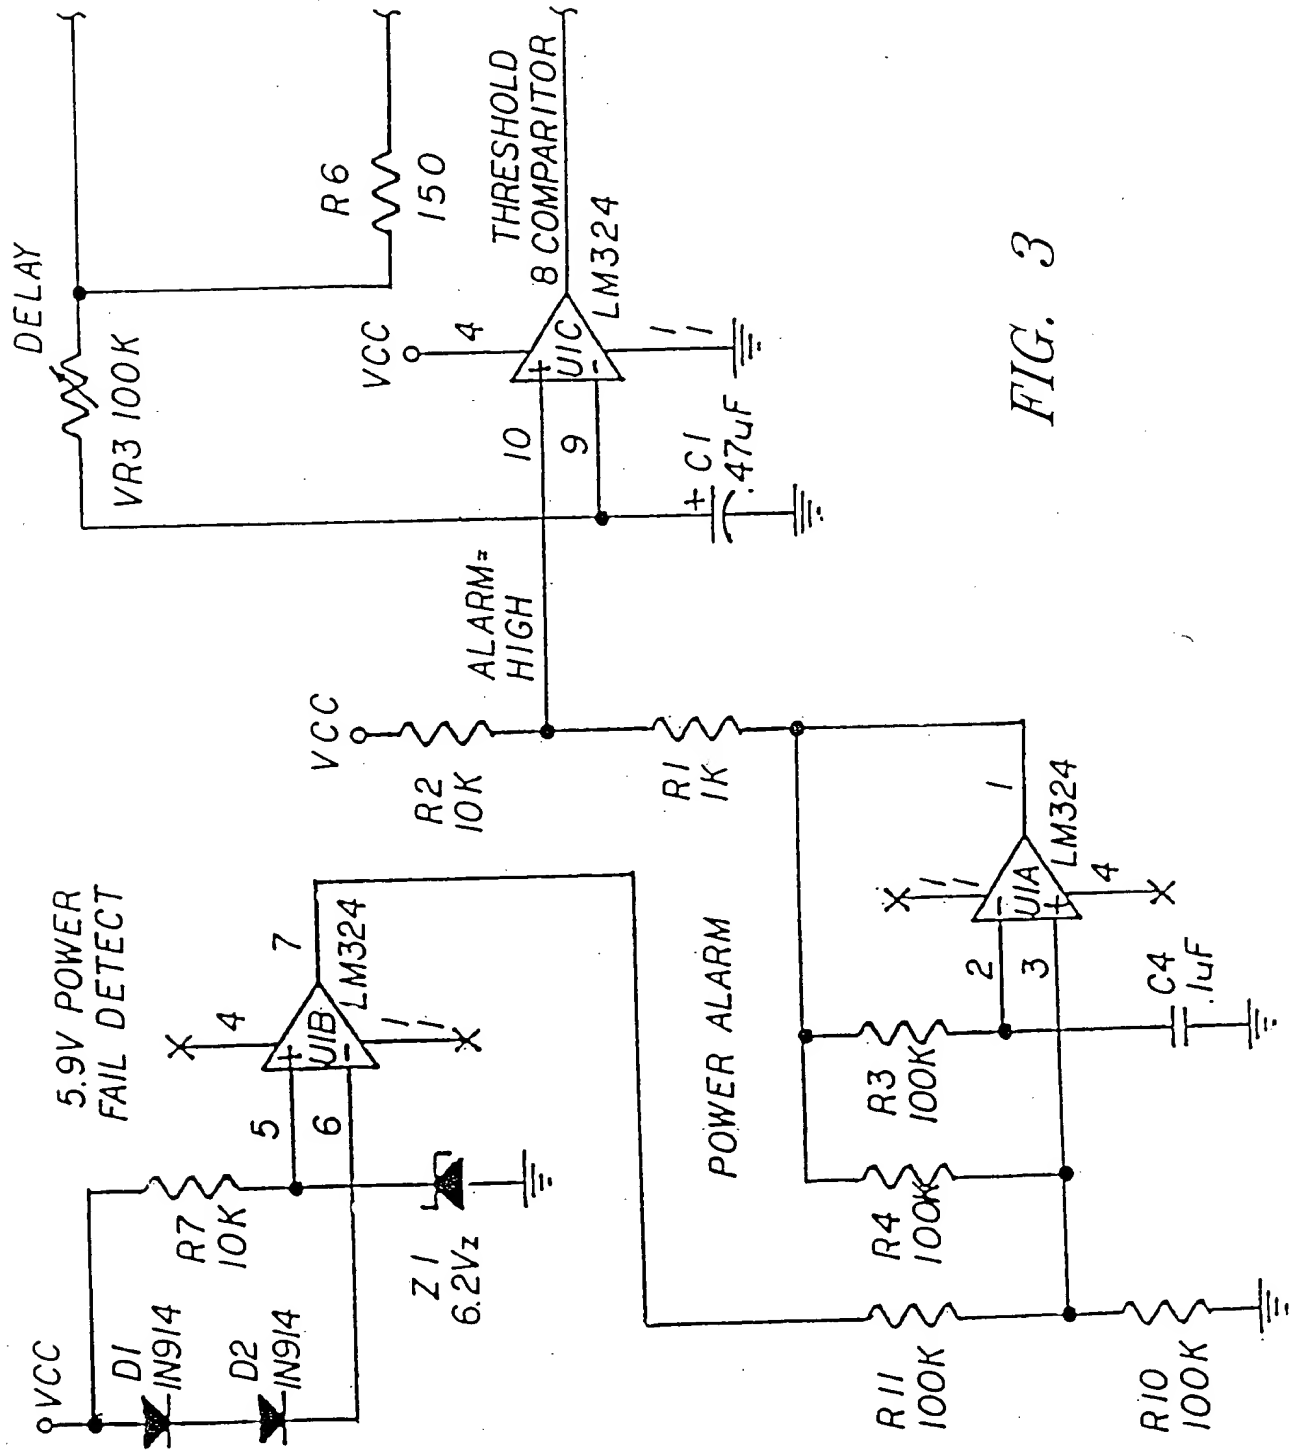 DELAY
VR3 100K
R6
150
THRESHOLD
8 COMPARITOR
VCC
4
10
9
+
U1C
-
LM324
11
+
C1
.47uF
ALARM=
HIGH
FIG. 3
VCC
R2
10K
R1
1K
5.9V POWER
FAIL DETECT
VCC
D1
IN914
D2
IN914
R7
10K
5
6
4
+
U1B
-
11
7
LM324
Z1
6.2Vz
POWER ALARM
R3
100K
R4
100K
R11
100K
R10
100K
2
3
11
-
U1A
+
4
1
LM324
C4
.1uF